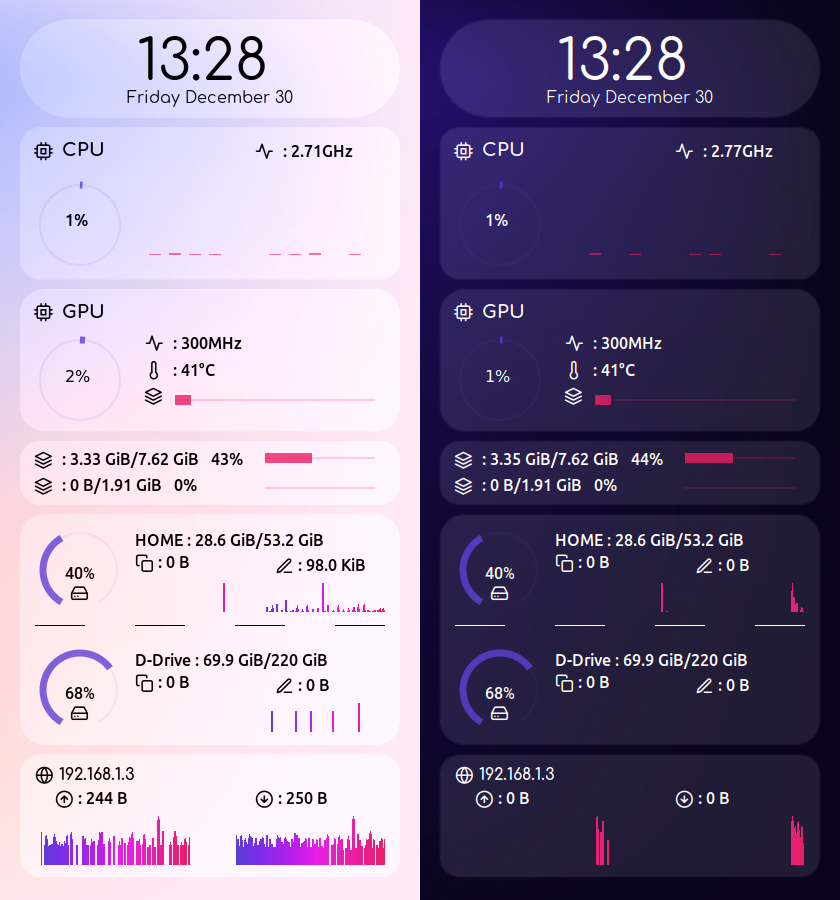 13:28
Friday December 30
CPU
: 2.71GHz
1%
GPU
: 300MHz
2%
: 41°C
: 3.33 GiB/7.62 GiB 43%
: 0 B/1.91 GiB 0%
HOME : 28.6 GiB/53.2 GiB
: 0 B
: 98.0 KiB
40%
D-Drive : 69.9 GiB/220 GiB
: 0 B
: 0 B
68%
192.168.1.3
: 244 B
: 250 B
13:28
Friday December 30
CPU
: 2.77GHz
1%
GPU
: 300MHz
1%
: 41°C
: 3.35 GiB/7.62 GiB 44%
: 0 B/1.91 GiB 0%
HOME : 28.6 GiB/53.2 GiB
: 0 B
: 0 B
40%
D-Drive : 69.9 GiB/220 GiB
: 0 B
: 0 B
68%
192.168.1.3
: 0 B
: 0 B